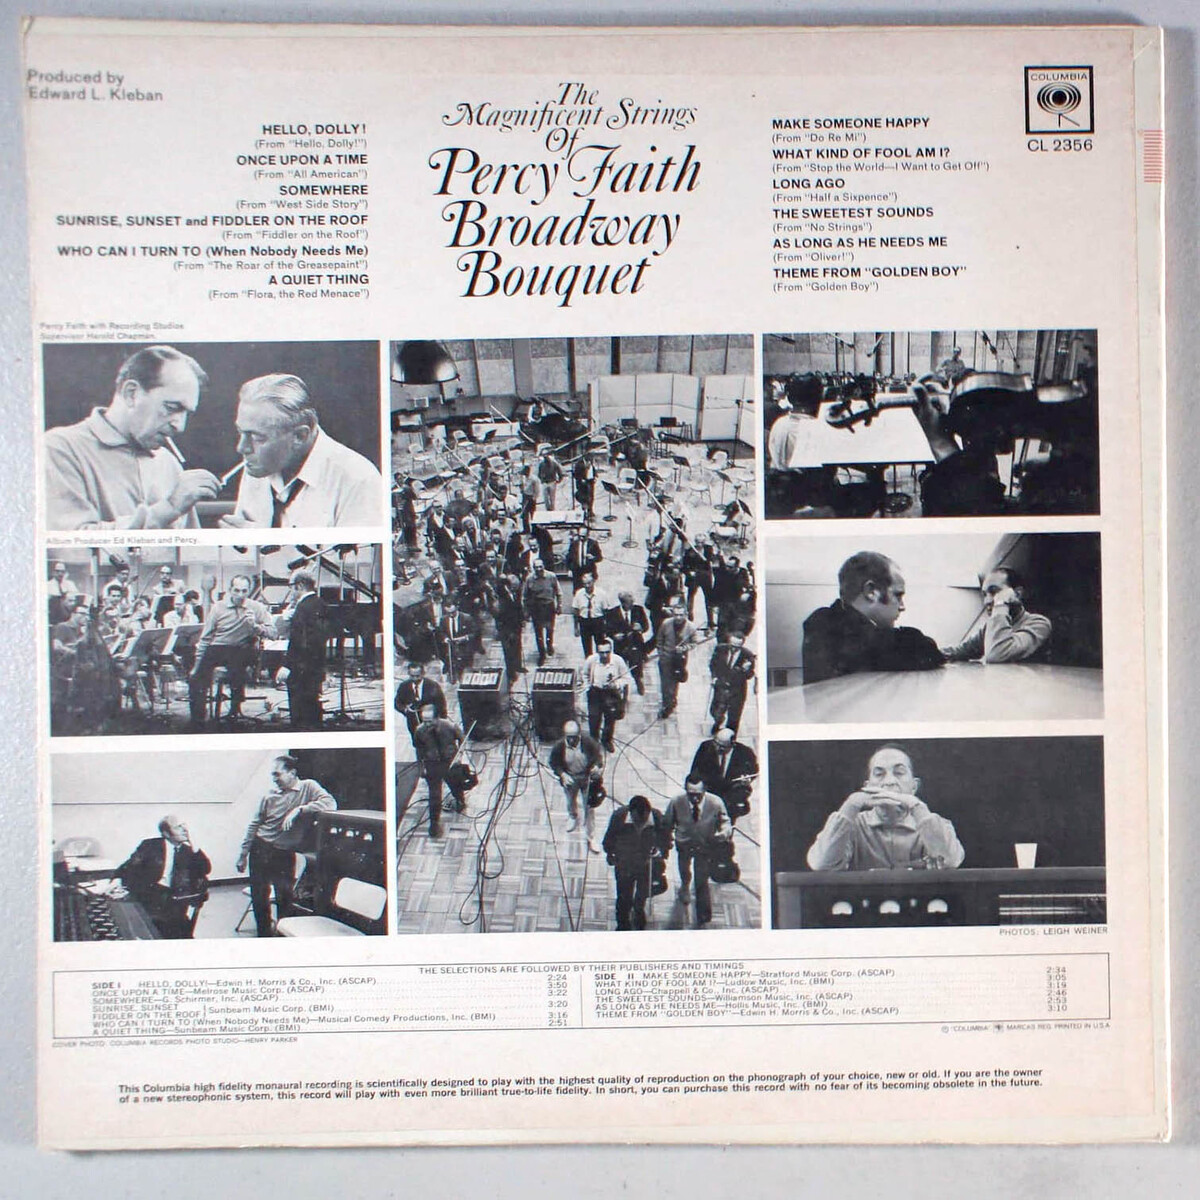 Produced by
Edward L. Kleban
HELLO, DOLLY!
(From "Hello, Dolly!")
ONCE UPON A TIME
(From "All American")
SOMEWHERE
(From "West Side Story")
SUNRISE, SUNSET and FIDDLER ON THE ROOF
(From "Fiddler on the Roof")
WHO CAN I TURN TO (When Nobody Needs Me)
(From "The Roar of the Greasepaint")
A QUIET THING
(From "Flora, the Red Menace")
The
Magnificent Strings
Of
Percy Faith
Broadway
Bouquet
MAKE SOMEONE HAPPY
(From "Do Re Mi")
WHAT KIND OF FOOL AM I?
(From "Stop the World—I Want to Get Off")
LONG AGO
(From "Half a Sixpence")
THE SWEETEST SOUNDS
(From "No Strings")
AS LONG AS HE NEEDS ME
(From "Oliver!")
THEME FROM "GOLDEN BOY"
(From "Golden Boy")
COLUMBIA
CL 2356
Percy Faith with Recording Studios
Supervisor Harold Chapman.
Album Producer Ed Kleban and Percy.
PHOTOS: LEIGH WEINER
THE SELECTIONS ARE FOLLOWED BY THEIR PUBLISHERS AND TIMINGS
SIDE I HELLO, DOLLY!—Edwin H. Morris & Co., Inc. (ASCAP) 2:24
ONCE UPON A TIME—Melrose Music Corp. (ASCAP) 3:50
SOMEWHERE—G. Schirmer, Inc. (ASCAP) 3:22
SUNRISE, SUNSET
FIDDLER ON THE ROOF } Sunbeam Music Corp. (BMI) 3:20
WHO CAN I TURN TO (When Nobody Needs Me)—Musical Comedy Productions, Inc. (BMI) 3:16
A QUIET THING—Sunbeam Music Corp. (BMI) 2:51
SIDE II MAKE SOMEONE HAPPY—Stratford Music Corp. (ASCAP) 2:34
WHAT KIND OF FOOL AM I?—Ludlow Music, Inc. (BMI) 3:05
LONG AGO—Chappell & Co., Inc. (ASCAP) 3:19
THE SWEETEST SOUNDS—Williamson Music, Inc. (ASCAP) 2:46
AS LONG AS HE NEEDS ME—Hollis Music, Inc. (BMI) 2:53
THEME FROM "GOLDEN BOY"—Edwin H. Morris & Co., Inc. (ASCAP) 3:10
COVER PHOTO: COLUMBIA RECORDS PHOTO STUDIO—HENRY PARKER
© "COLUMBIA" MARCAS REG. PRINTED IN U.S.A
This Columbia high fidelity monaural recording is scientifically designed to play with the highest quality of reproduction on the phonograph of your choice, new or old. If you are the owner
of a new stereophonic system, this record will play with even more brilliant true-to-life fidelity. In short, you can purchase this record with no fear of its becoming obsolete in the future.